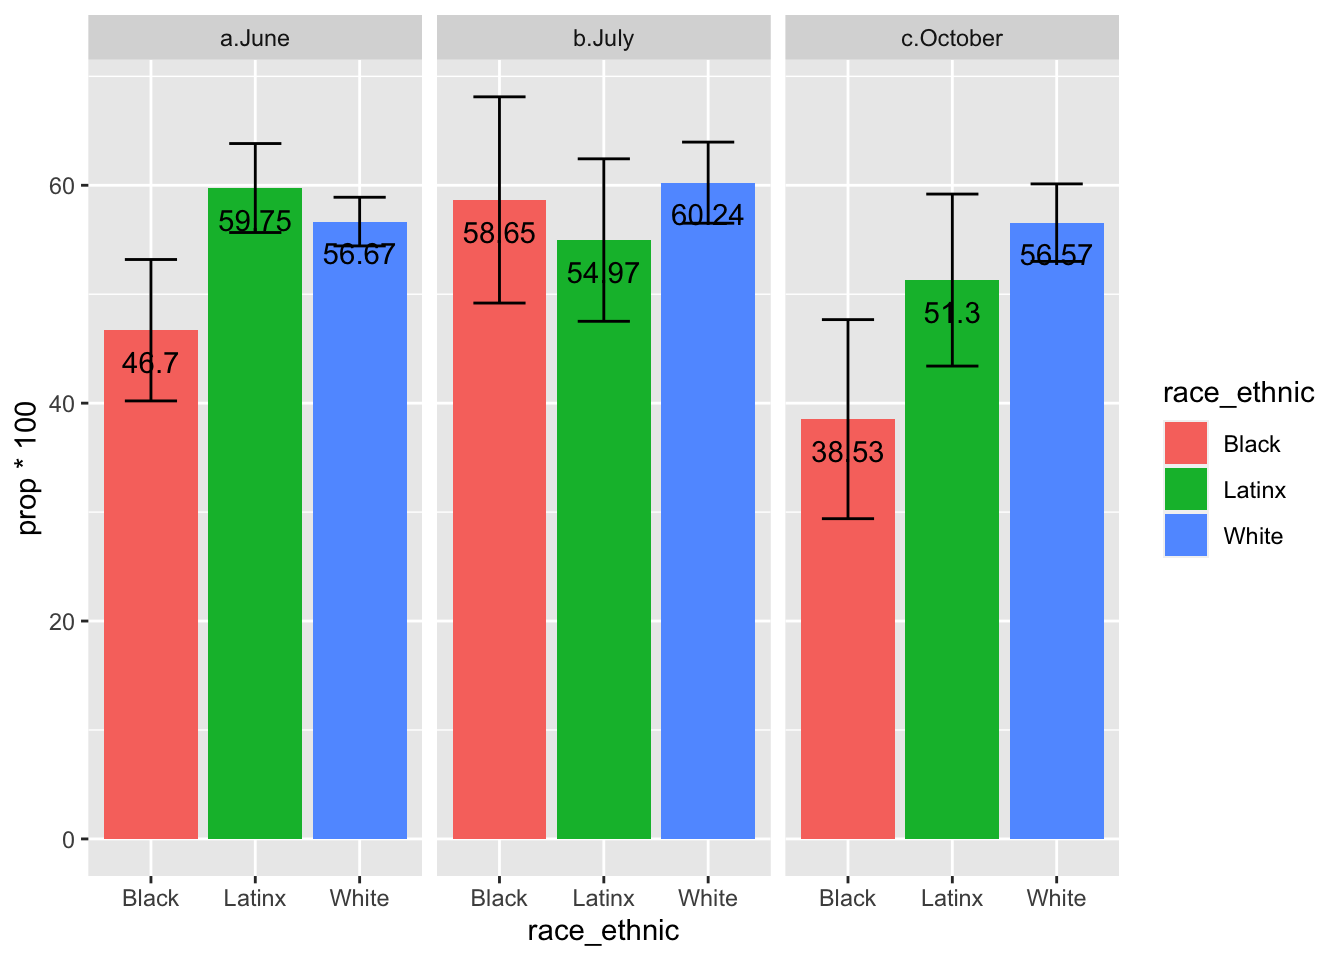 a.June
b.July
c.October
60
40
20
0
prop * 100
46.7
59.75
56.67
58.65
54.97
60.24
38.53
51.3
56.57
Black
Latinx
White
Black
Latinx
White
Black
Latinx
White
race_ethnic
race_ethnic
Black
Latinx
White